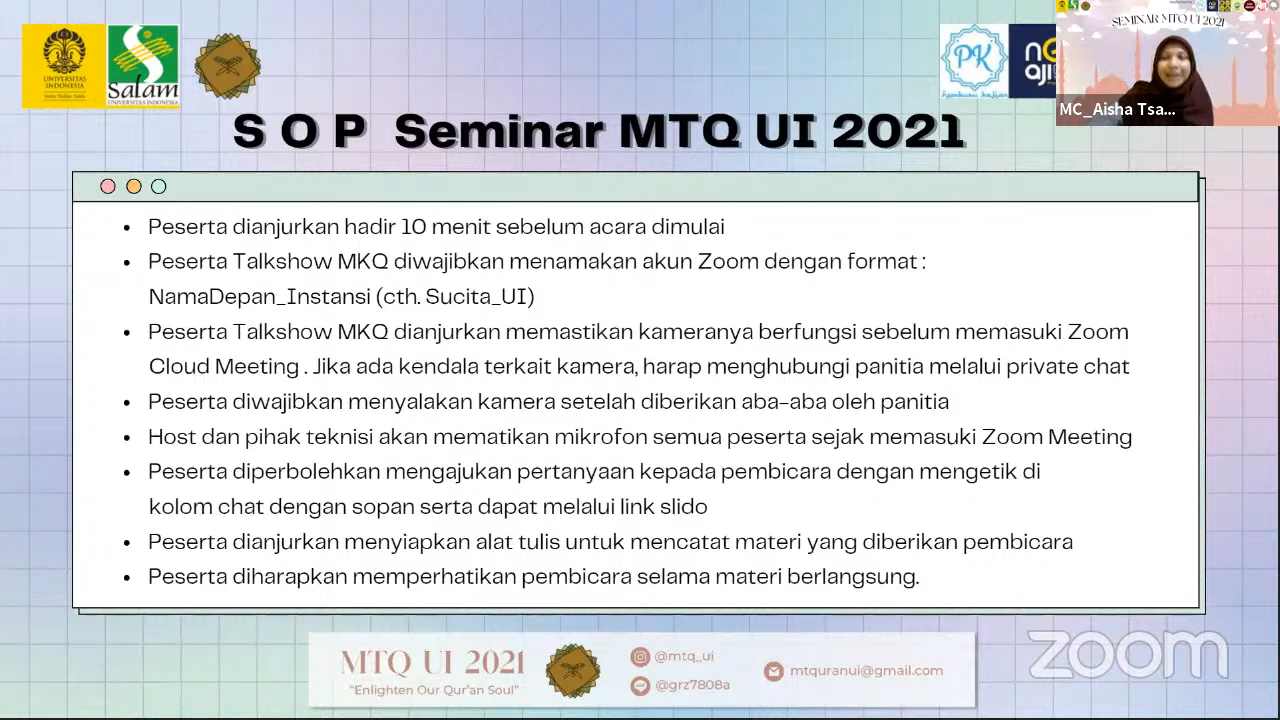 UNIVERSITAS
INDONESIA
Salam
UNIVERSITAS INDONESIA
PK
SEMINAR MTQ UI 2021
MC_Aisha Tsa...
S O P Seminar MTQ UI 2021
• Peserta dianjurkan hadir 10 menit sebelum acara dimulai
• Peserta Talkshow MKQ diwajibkan menamakan akun Zoom dengan format :
NamaDepan_Instansi (cth. Sucita_UI)
• Peserta Talkshow MKQ dianjurkan memastikan kameranya berfungsi sebelum memasuki Zoom
Cloud Meeting . Jika ada kendala terkait kamera, harap menghubungi panitia melalui private chat
• Peserta diwajibkan menyalakan kamera setelah diberikan aba-aba oleh panitia
• Host dan pihak teknisi akan mematikan mikrofon semua peserta sejak memasuki Zoom Meeting
• Peserta diperbolehkan mengajukan pertanyaan kepada pembicara dengan mengetik di
kolom chat dengan sopan serta dapat melalui link slido
• Peserta dianjurkan menyiapkan alat tulis untuk mencatat materi yang diberikan pembicara
• Peserta diharapkan memperhatikan pembicara selama materi berlangsung.
MTQ UI 2021
"Enlighten Our Qur'an Soul"
@mtq_ui
@grz7808a
mtquranui@gmail.com
zoom